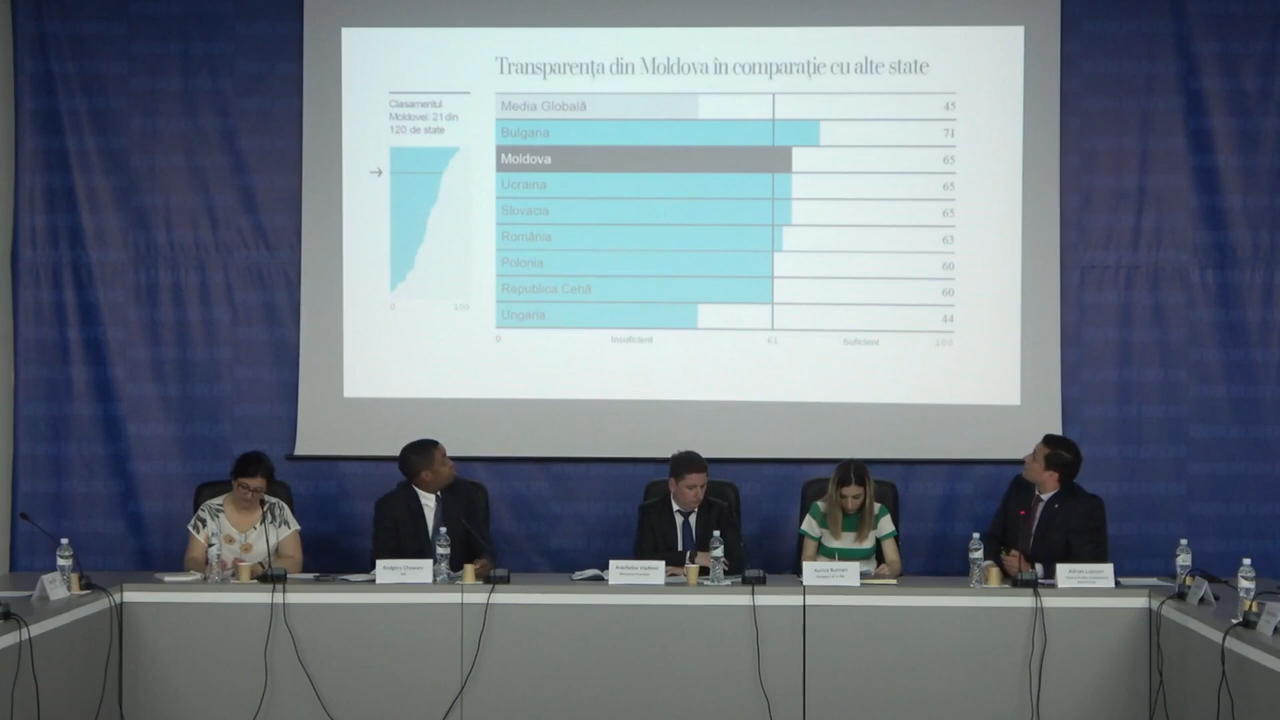 Transparența din Moldova în comparație cu alte state
Clasamentul
Moldovei: 21 din
120 de state
0 100
Media Globală 45
Bulgaria 71
Moldova 65
Ucraina 65
Slovacia 65
România 63
Polonia 60
Republica Cehă 60
Ungaria 44
0 Insuficient 61 Suficient 100
Rodgers
Adrian